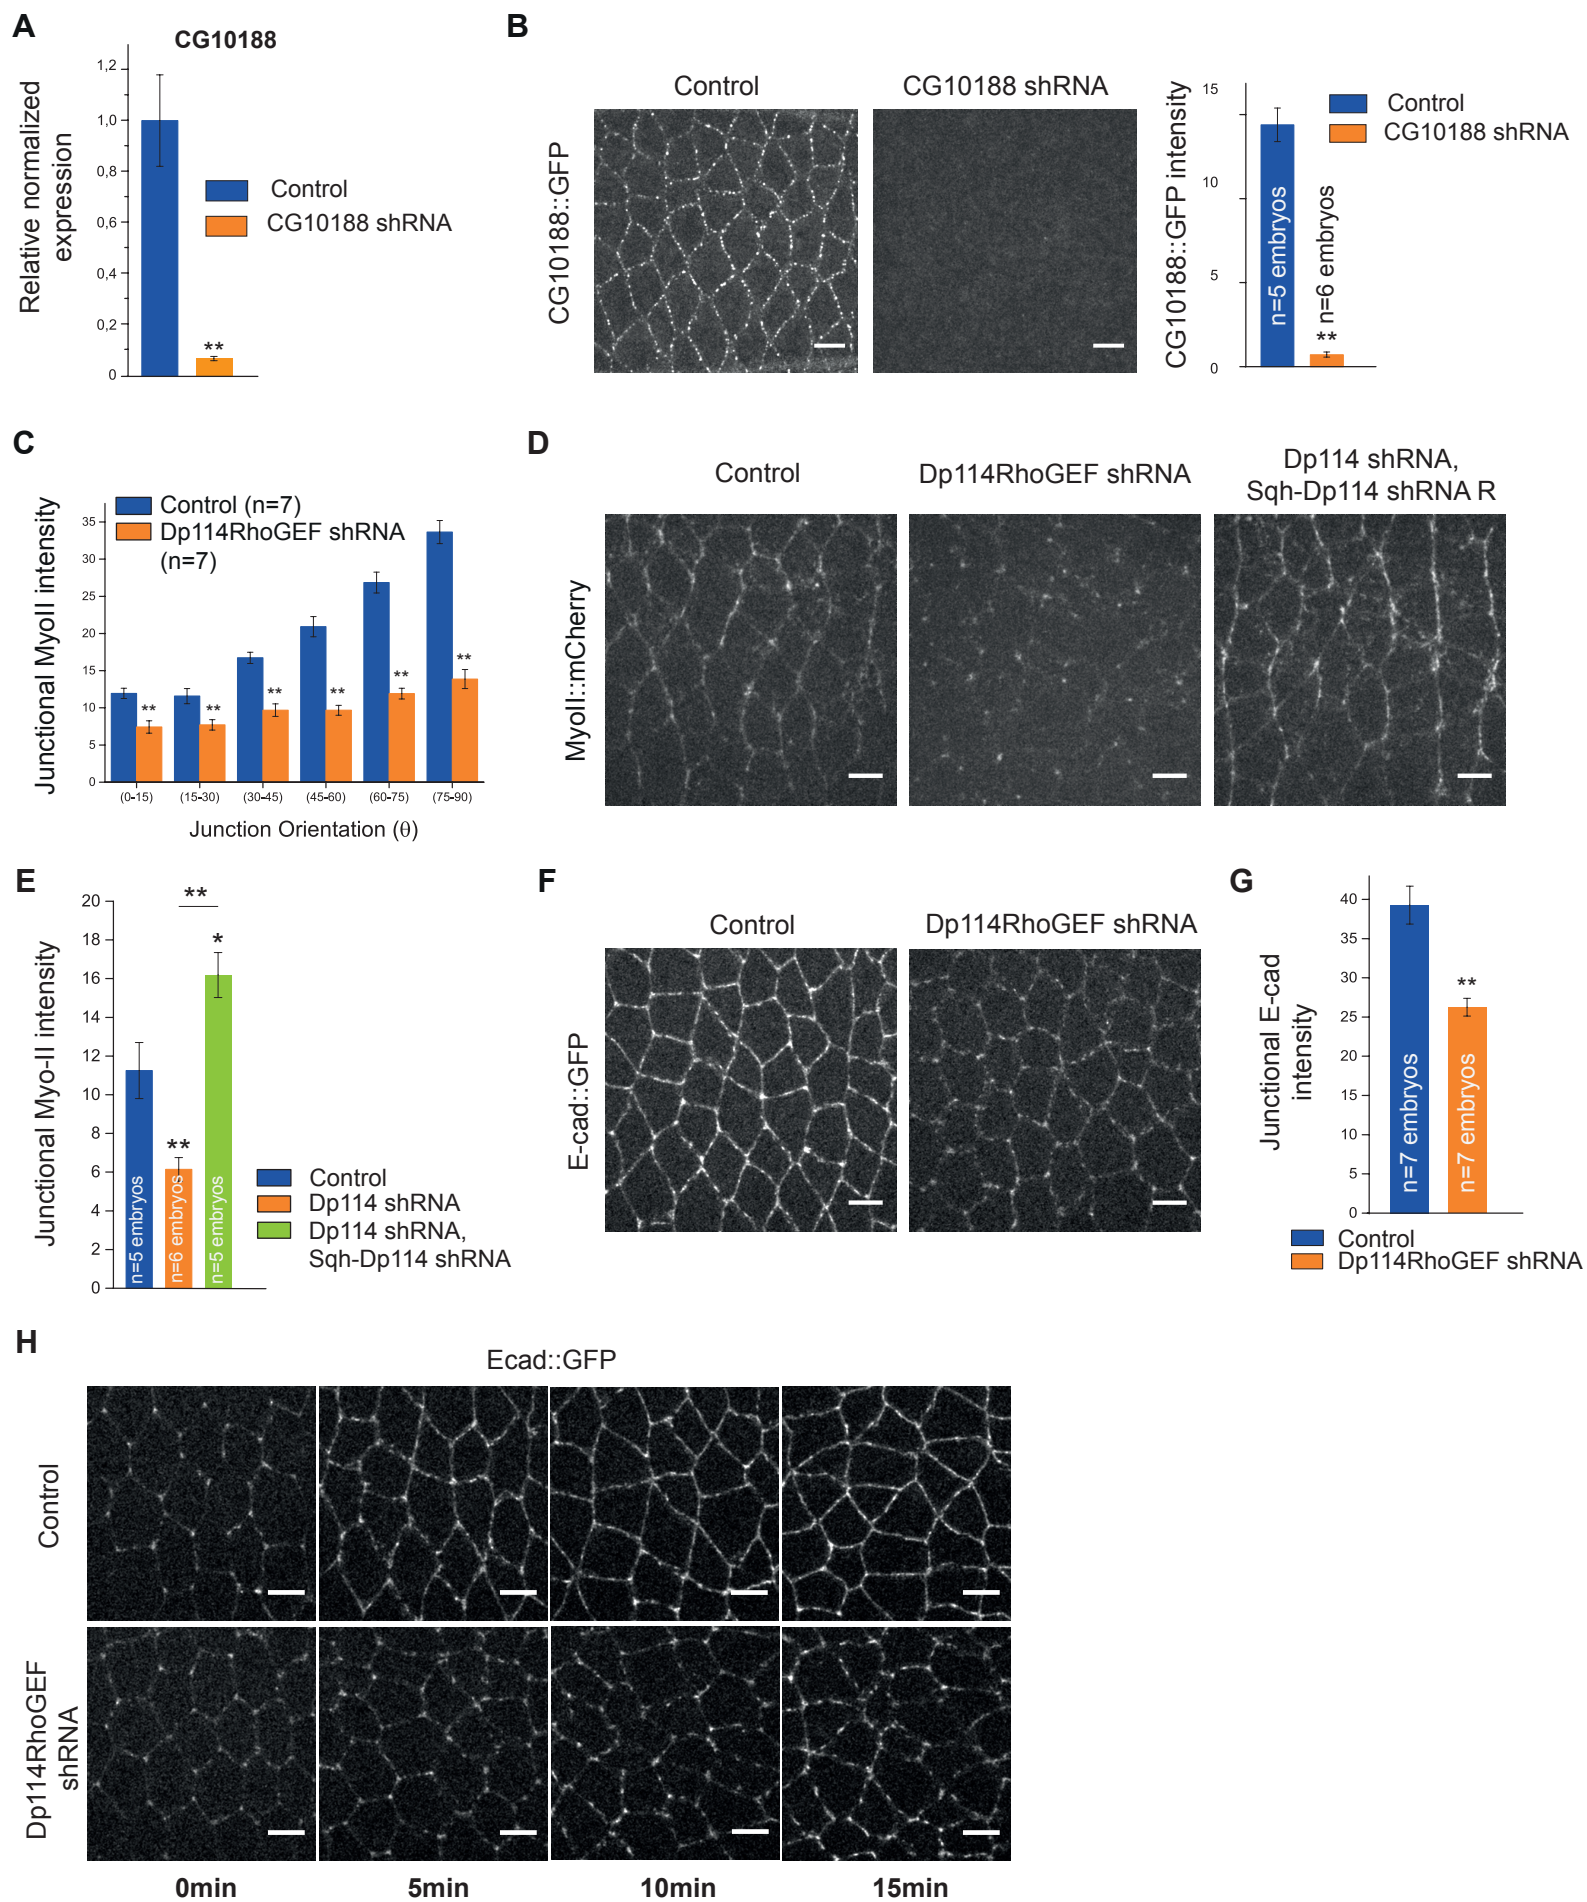 A
CG10188
Relative normalized
expression
1,2
1,0
0,8
0,6
0,4
0,2
0
**
Control
CG10188 shRNA
B
Control
CG10188 shRNA
CG10188::GFP
CG10188::GFP intensity
15
10
5
0
n=5 embryos
n=6 embryos
**
Control
CG10188 shRNA
C
Junctional MyoII intensity
Control (n=7)
Dp114RhoGEF shRNA
(n=7)
35
30
25
20
15
10
5
0
**
**
**
**
**
**
(0-15)
(15-30)
(30-45)
(45-60)
(60-75)
(75-90)
Junction Orientation (θ)
D
Control
Dp114RhoGEF shRNA
Dp114 shRNA,
Sqh-Dp114 shRNA R
MyoII::mCherry
E
Junctional Myo-II intensity
20
18
16
14
12
10
8
6
4
2
0
**
*
**
n=5 embryos
n=6 embryos
n=5 embryos
Control
Dp114 shRNA
Dp114 shRNA,
Sqh-Dp114 shRNA
F
Control
Dp114RhoGEF shRNA
E-cad::GFP
G
Junctional E-cad
intensity
40
35
30
25
20
15
10
5
0
**
n=7 embryos
n=7 embryos
Control
Dp114RhoGEF shRNA
H
Ecad::GFP
Control
Dp114RhoGEF
shRNA
0min
5min
10min
15min